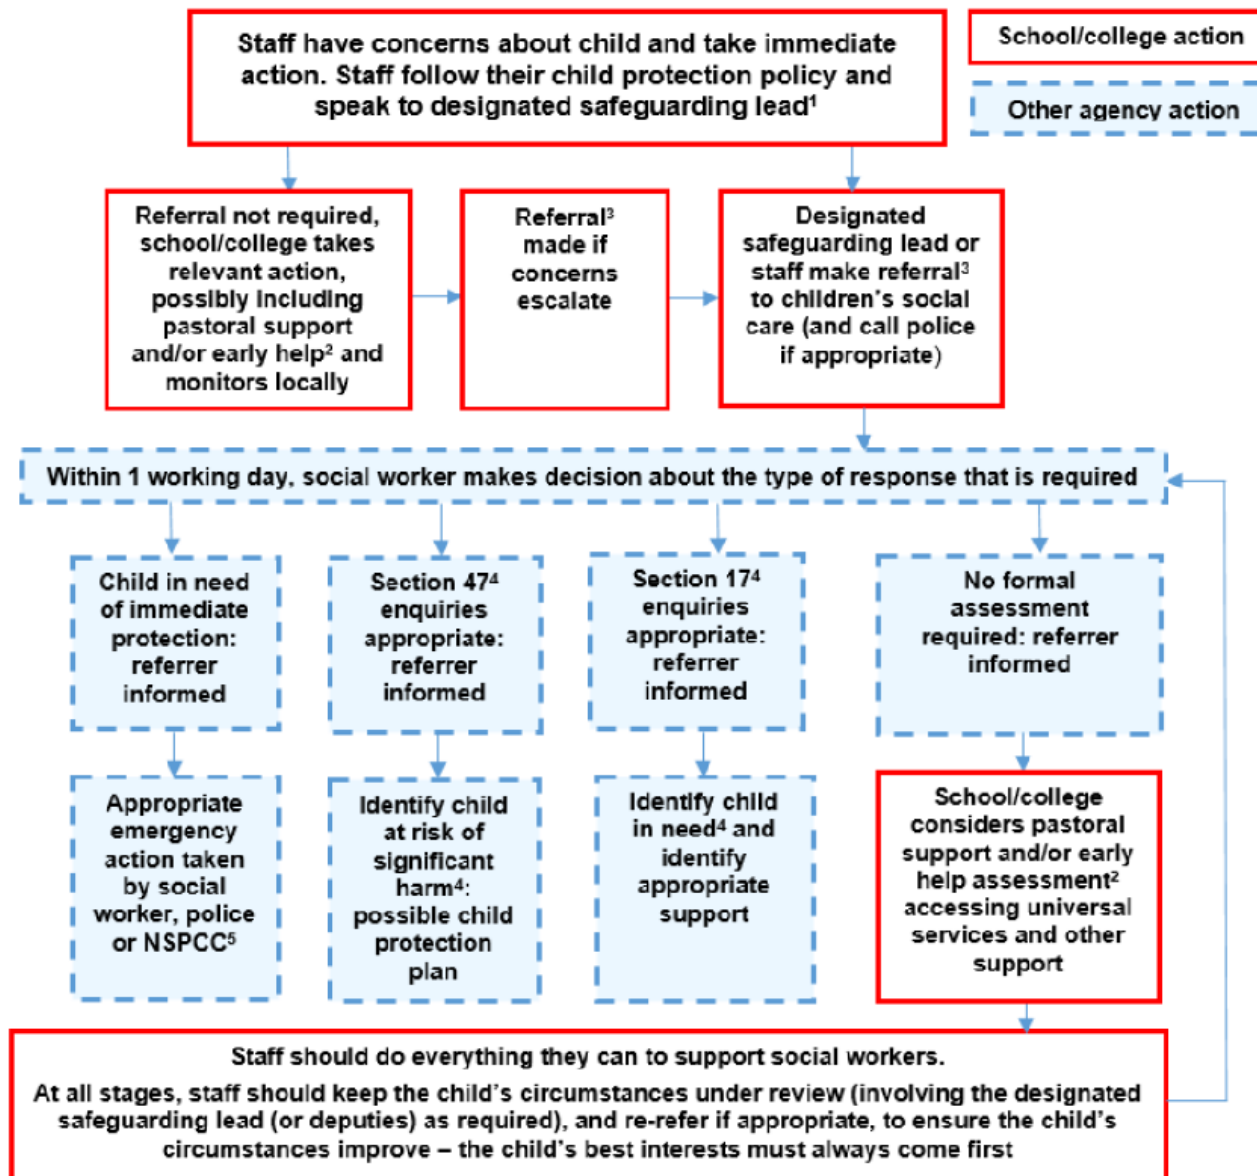 Staff have concerns about child and take immediate
action. Staff follow their child protection policy and
speak to designated safeguarding lead¹
School/college action
Other agency action
Referral not required,
school/college takes
relevant action,
possibly including
pastoral support
and/or early help² and
monitors locally
Referral³
made if
concerns
escalate
Designated
safeguarding lead or
staff make referral³
to children's social
care (and call police
if appropriate)
Within 1 working day, social worker makes decision about the type of response that is required
Child in need
of immediate
protection:
referrer
informed
Section 47⁴
enquiries
appropriate:
referrer
informed
Section 17⁴
enquiries
appropriate:
referrer
informed
No formal
assessment
required: referrer
informed
Appropriate
emergency
action taken
by social
worker, police
or NSPCC⁵
Identify child
at risk of
significant
harm⁴:
possible child
protection
plan
Identify child
in need⁴ and
identify
appropriate
support
School/college
considers pastoral
support and/or early
help assessment²
accessing universal
services and other
support
Staff should do everything they can to support social workers.
At all stages, staff should keep the child's circumstances under review (involving the designated
safeguarding lead (or deputies) as required), and re-refer if appropriate, to ensure the child's
circumstances improve – the child's best interests must always come first